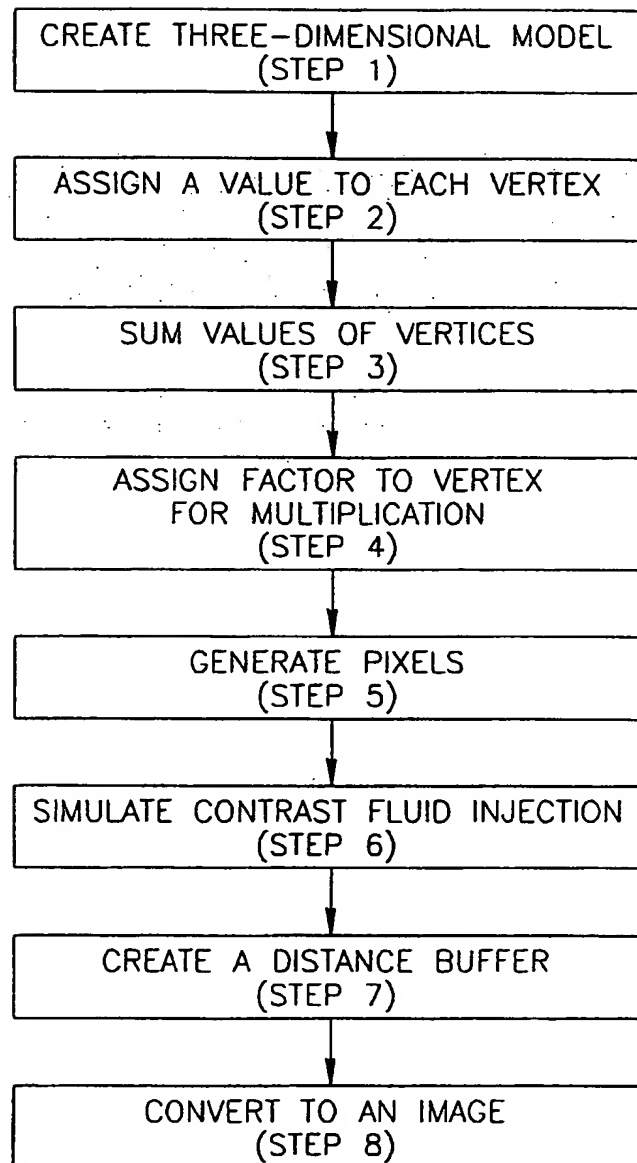 CREATE THREE-DIMENSIONAL MODEL
(STEP 1)
ASSIGN A VALUE TO EACH VERTEX
(STEP 2)
SUM VALUES OF VERTICES
(STEP 3)
ASSIGN FACTOR TO VERTEX
FOR MULTIPLICATION
(STEP 4)
GENERATE PIXELS
(STEP 5)
SIMULATE CONTRAST FLUID INJECTION
(STEP 6)
CREATE A DISTANCE BUFFER
(STEP 7)
CONVERT TO AN IMAGE
(STEP 8)